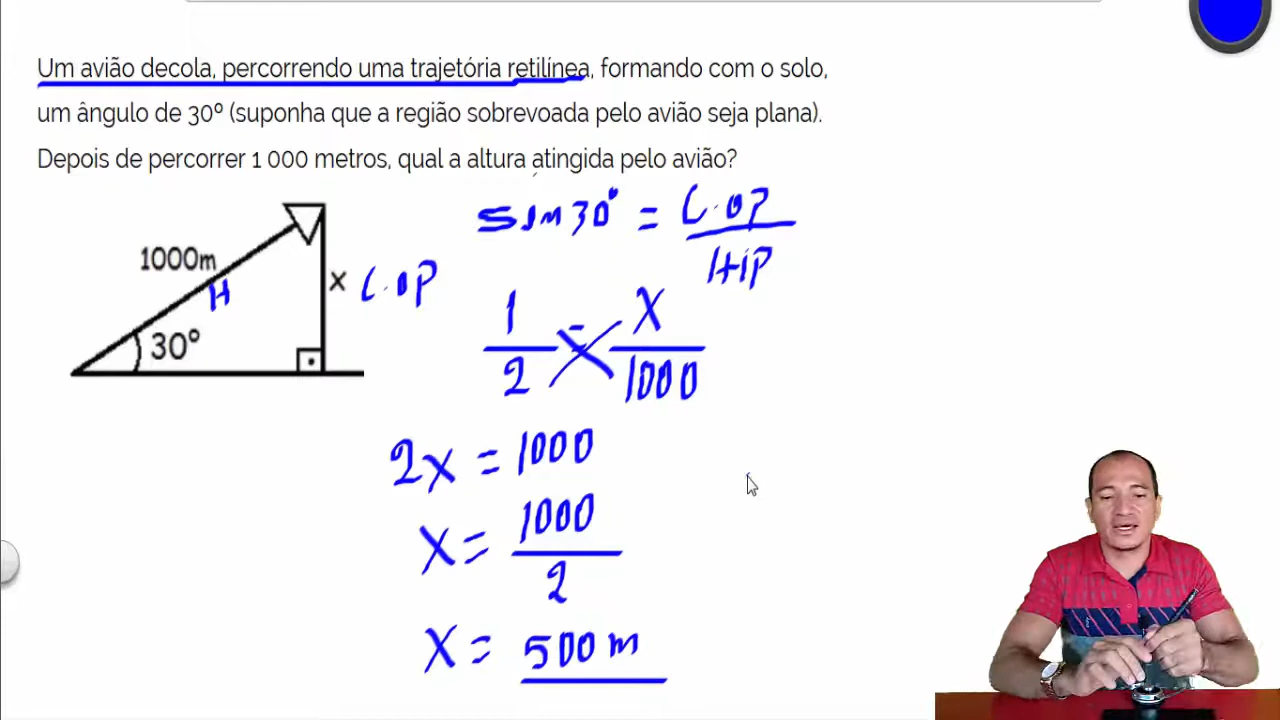 Um avião decola, percorrendo uma trajetória retilínea, formando com o solo,
um ângulo de 30º (suponha que a região sobrevoada pelo avião seja plana).
Depois de percorrer 1 000 metros, qual a altura atingida pelo avião?
sen 30° = C.OP / HIP
1000m
H
x C.OP
30º
1/2 = X/1000
2X = 1000
X = 1000/2
X = 500 m